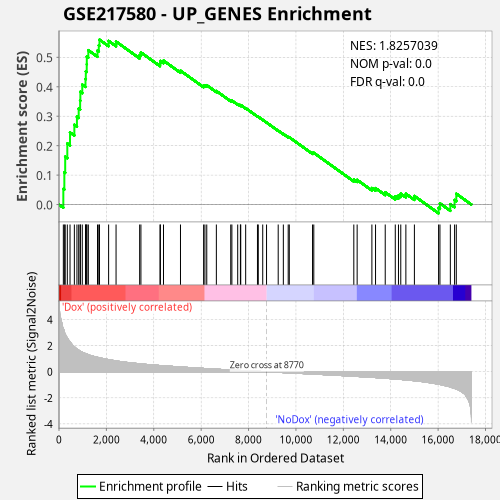 GSE217580 - UP_GENES Enrichment
NES: 1.8257039
NOM p-val: 0.0
FDR q-val: 0.0
Enrichment score (ES)
0.5
0.4
0.3
0.2
0.1
0.0
'Dox' (positively correlated)
Ranked list metric (Signal2Noise)
4
2
0
-2
-4
Zero cross at 8770
'NoDox' (negatively correlated)
0 2,000 4,000 6,000 8,000 10,000 12,000 14,000 16,000 18,000
Rank in Ordered Dataset
Enrichment profile Hits Ranking metric scores